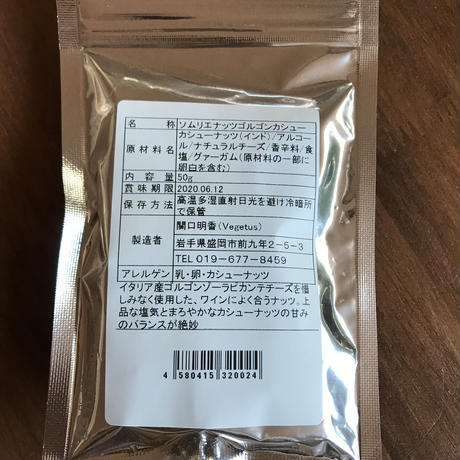 名　称 ソムリエナッツゴルゴンカシュー
原材料名 カシューナッツ(インド)/アルコー
ル/ナチュラルチーズ/香辛料/食
塩/グァーガム(原材料の一部に
卵白を含む)
内容量 50g
賞味期限 2020.06.12
保存方法 高温多湿直射日光を避け冷暗所
で保管
製造者 関口明香(Vegetus)
岩手県盛岡市前九年2-5-3
TEL 019-677-8459
アレルゲン 乳・卵・カシューナッツ
イタリア産ゴルゴンゾーラピカンテチーズを惜
しみなく使用した、ワインによく合うナッツ。上
品な塩気とまろやかなカシューナッツの甘み
のバランスが絶妙
4 580415 320024